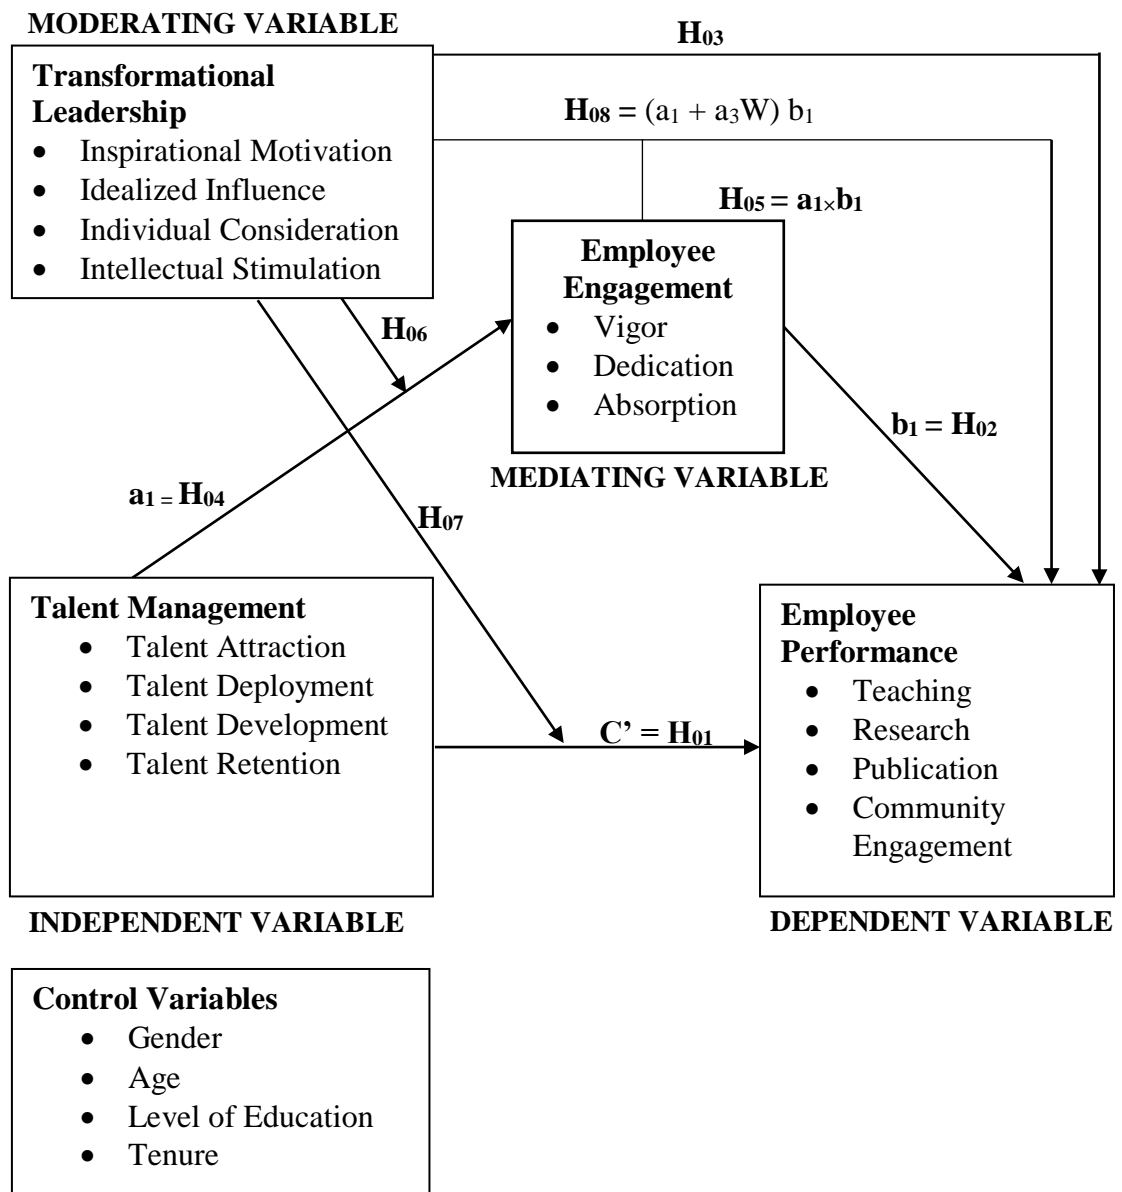 MODERATING VARIABLE
H03
Transformational
Leadership
• Inspirational Motivation
• Idealized Influence
• Individual Consideration
• Intellectual Stimulation
H08 = (a1 + a3W) b1
H05 = a1×b1
Employee
Engagement
• Vigor
• Dedication
• Absorption
MEDIATING VARIABLE
H06
b1 = H02
a1 = H04
H07
Talent Management
• Talent Attraction
• Talent Deployment
• Talent Development
• Talent Retention
C’ = H01
Employee
Performance
• Teaching
• Research
• Publication
• Community
Engagement
INDEPENDENT VARIABLE
DEPENDENT VARIABLE
Control Variables
• Gender
• Age
• Level of Education
• Tenure